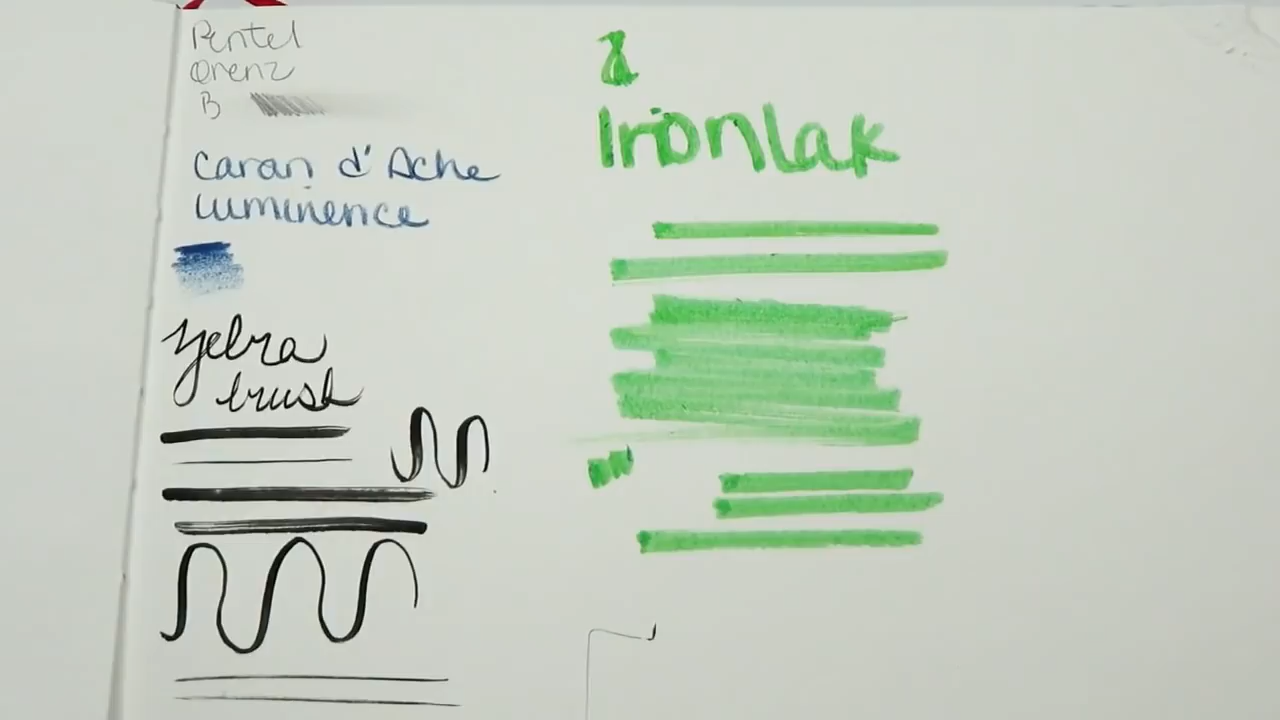 Pentel
Orenz
B
Caran d'Ache
Luminence
Zebra
brush
Ironlak